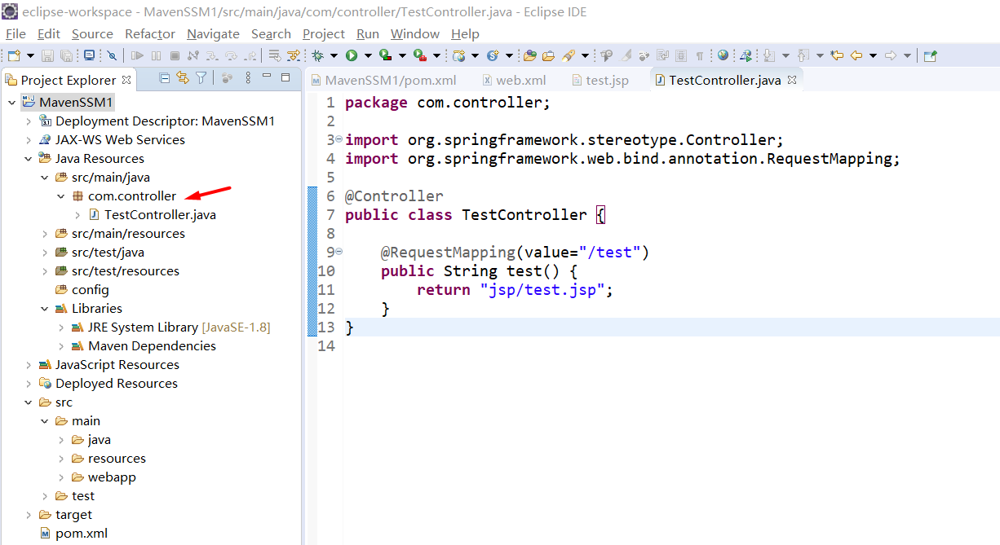 eclipse-workspace - MavenSSM1/src/main/java/com/controller/TestController.java - Eclipse IDE
File Edit Source Refactor Navigate Search Project Run Window Help
Project Explorer
MavenSSM1
Deployment Descriptor: MavenSSM1
JAX-WS Web Services
Java Resources
src/main/java
com.controller
TestController.java
src/main/resources
src/test/java
src/test/resources
config
Libraries
JRE System Library [JavaSE-1.8]
Maven Dependencies
JavaScript Resources
Deployed Resources
src
main
java
resources
webapp
test
target
pom.xml
MavenSSM1/pom.xml web.xml test.jsp TestController.java
1 package com.controller;
2
3 import org.springframework.stereotype.Controller;
4 import org.springframework.web.bind.annotation.RequestMapping;
5
6 @Controller
7 public class TestController {
8
9 @RequestMapping(value="/test")
10 public String test() {
11 return "jsp/test.jsp";
12 }
13 }
14